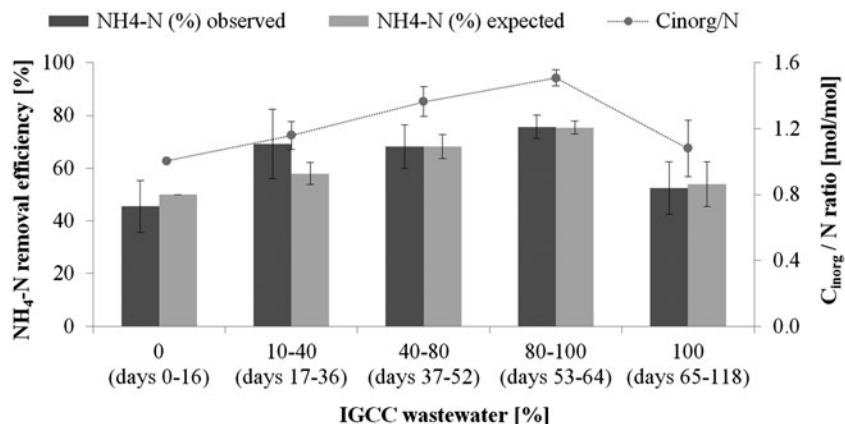 NH4-N (%) observed NH4-N (%) expected Cinorg/N
NH₄-N removal efficiency [%]
100
80
60
40
20
0
1.6
1.2
0.8
0.4
0.0
C_inorg / N ratio [mol/mol]
0 10-40 40-80 80-100 100
(days 0-16) (days 17-36) (days 37-52) (days 53-64) (days 65-118)
IGCC wastewater [%]